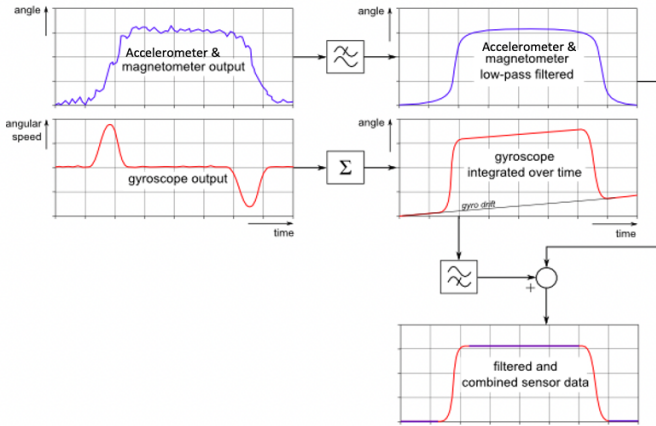 angle
Accelerometer &
magnetometer output
angle
Accelerometer &
magnetometer
low-pass filtered
angular
speed
gyroscope output
time
Σ
angle
gyroscope
integrated over time
gyro drift
time
+
filtered and
combined sensor data